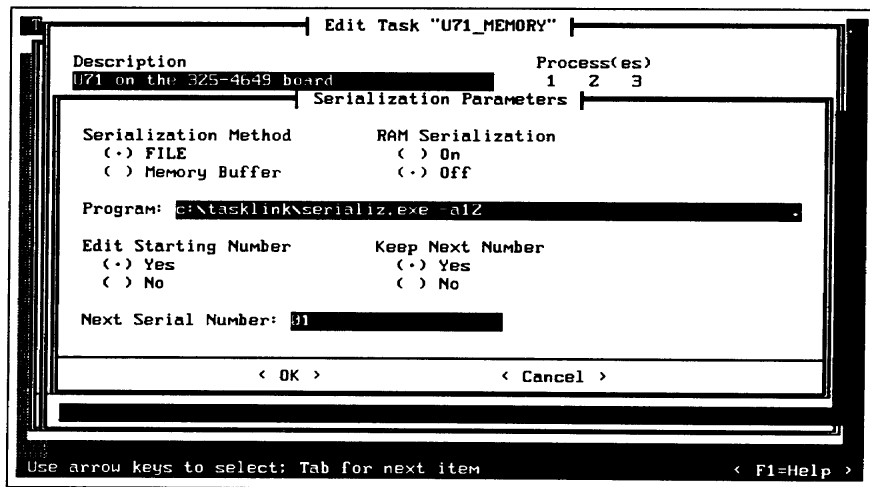 Edit Task "U71_MEMORY"
Description Process(es)
U71 on the 325-4649 board 1 2 3
Serialization Parameters
Serialization Method RAM Serialization
(·) FILE ( ) On
( ) Memory Buffer (·) Off
Program: c:\tasklink\serializ.exe -a12
Edit Starting Number Keep Next Number
(·) Yes (·) Yes
( ) No ( ) No
Next Serial Number: 01
< OK > < Cancel >
Use arrow keys to select; Tab for next item < F1=Help >